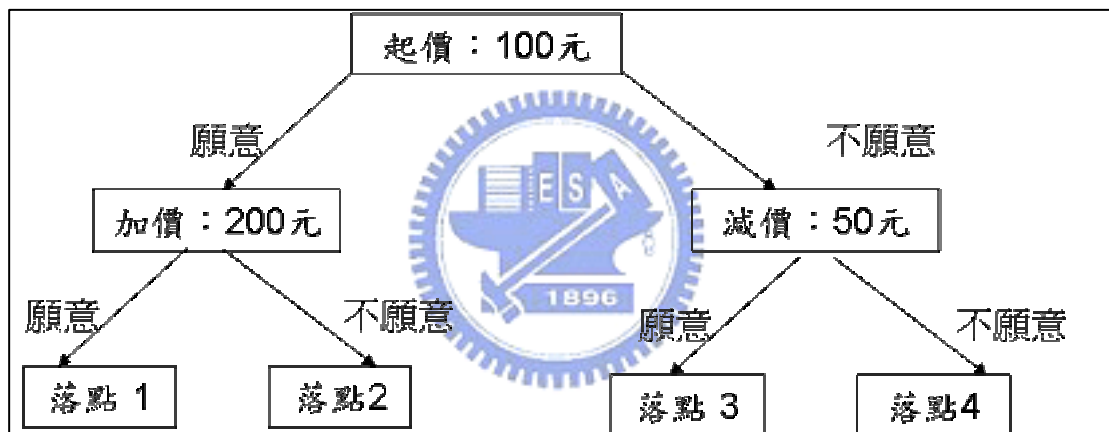 起價：100元
願意
不願意
加價：200元
減價：50元
願意
不願意
願意
不願意
落點 1
落點2
落點 3
落點4
ESA
1896